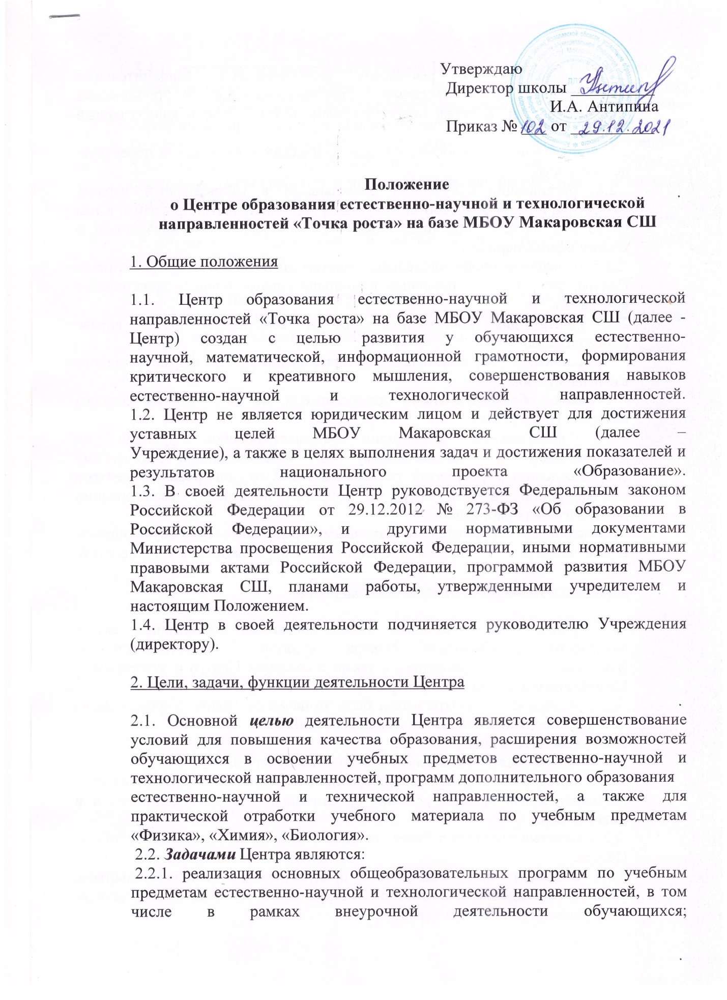 Утверждаю
Директор школы
И.А. Антипина
Приказ № 102 от 29.12.2021
Положение
о Центре образования естественно-научной и технологической
направленностей «Точка роста» на базе МБОУ Макаровская СШ
1. Общие положения
1.1. Центр образования естественно-научной и технологической
направленностей «Точка роста» на базе МБОУ Макаровская СШ (далее -
Центр) создан с целью развития у обучающихся естественно-
научной, математической, информационной грамотности, формирования
критического и креативного мышления, совершенствования навыков
естественно-научной и технологической направленностей.
1.2. Центр не является юридическим лицом и действует для достижения
уставных целей МБОУ Макаровская СШ (далее –
Учреждение), а также в целях выполнения задач и достижения показателей и
результатов национального проекта «Образование».
1.3. В своей деятельности Центр руководствуется Федеральным законом
Российской Федерации от 29.12.2012 № 273-ФЗ «Об образовании в
Российской Федерации», и другими нормативными документами
Министерства просвещения Российской Федерации, иными нормативными
правовыми актами Российской Федерации, программой развития МБОУ
Макаровская СШ, планами работы, утвержденными учредителем и
настоящим Положением.
1.4. Центр в своей деятельности подчиняется руководителю Учреждения
(директору).
2. Цели, задачи, функции деятельности Центра
2.1. Основной целью деятельности Центра является совершенствование
условий для повышения качества образования, расширения возможностей
обучающихся в освоении учебных предметов естественно-научной и
технологической направленностей, программ дополнительного образования
естественно-научной и технической направленностей, а также для
практической отработки учебного материала по учебным предметам
«Физика», «Химия», «Биология».
2.2. Задачами Центра являются:
2.2.1. реализация основных общеобразовательных программ по учебным
предметам естественно-научной и технологической направленностей, в том
числе в рамках внеурочной деятельности обучающихся;